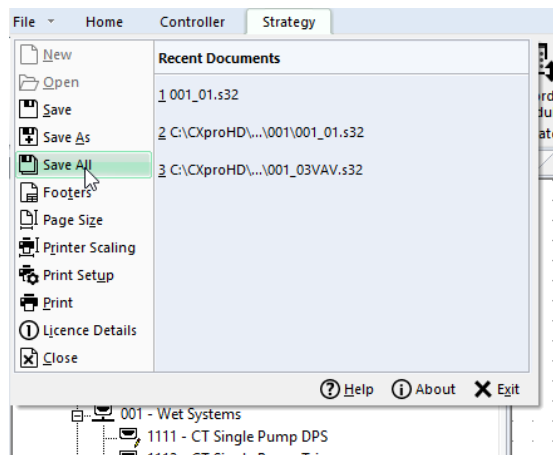 File Home Controller Strategy
New
Open
Save
Save As
Save All
Footers
Page Size
Printer Scaling
Print Setup
Print
Licence Details
Close
Recent Documents
1 001_01.s32
2 C:\CXproHD\...\001\001_01.s32
3 C:\CXproHD\...\001_03VAV.s32
Help About Exit
001 - Wet Systems
1111 - CT Single Pump DPS